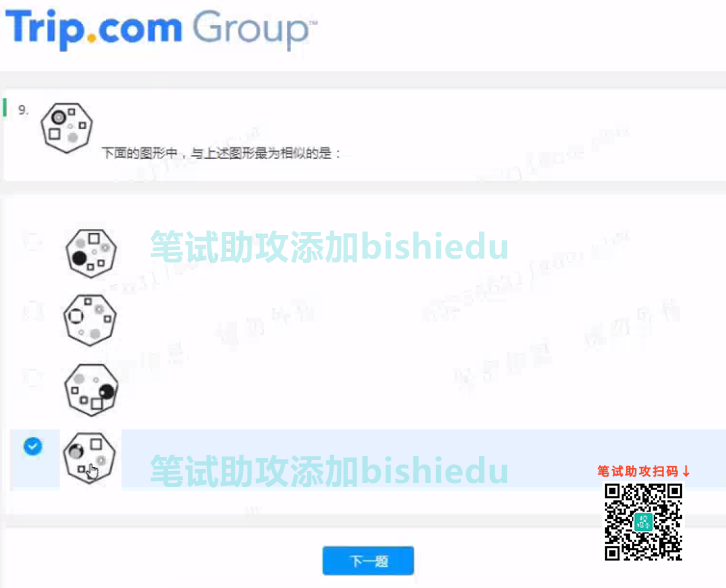 Trip.com Group™
9.
下面的图形中，与上述图形最为相似的是：
笔试助攻添加bishiedu
笔试助攻添加bishiedu
笔试助攻扫码↓
下一题